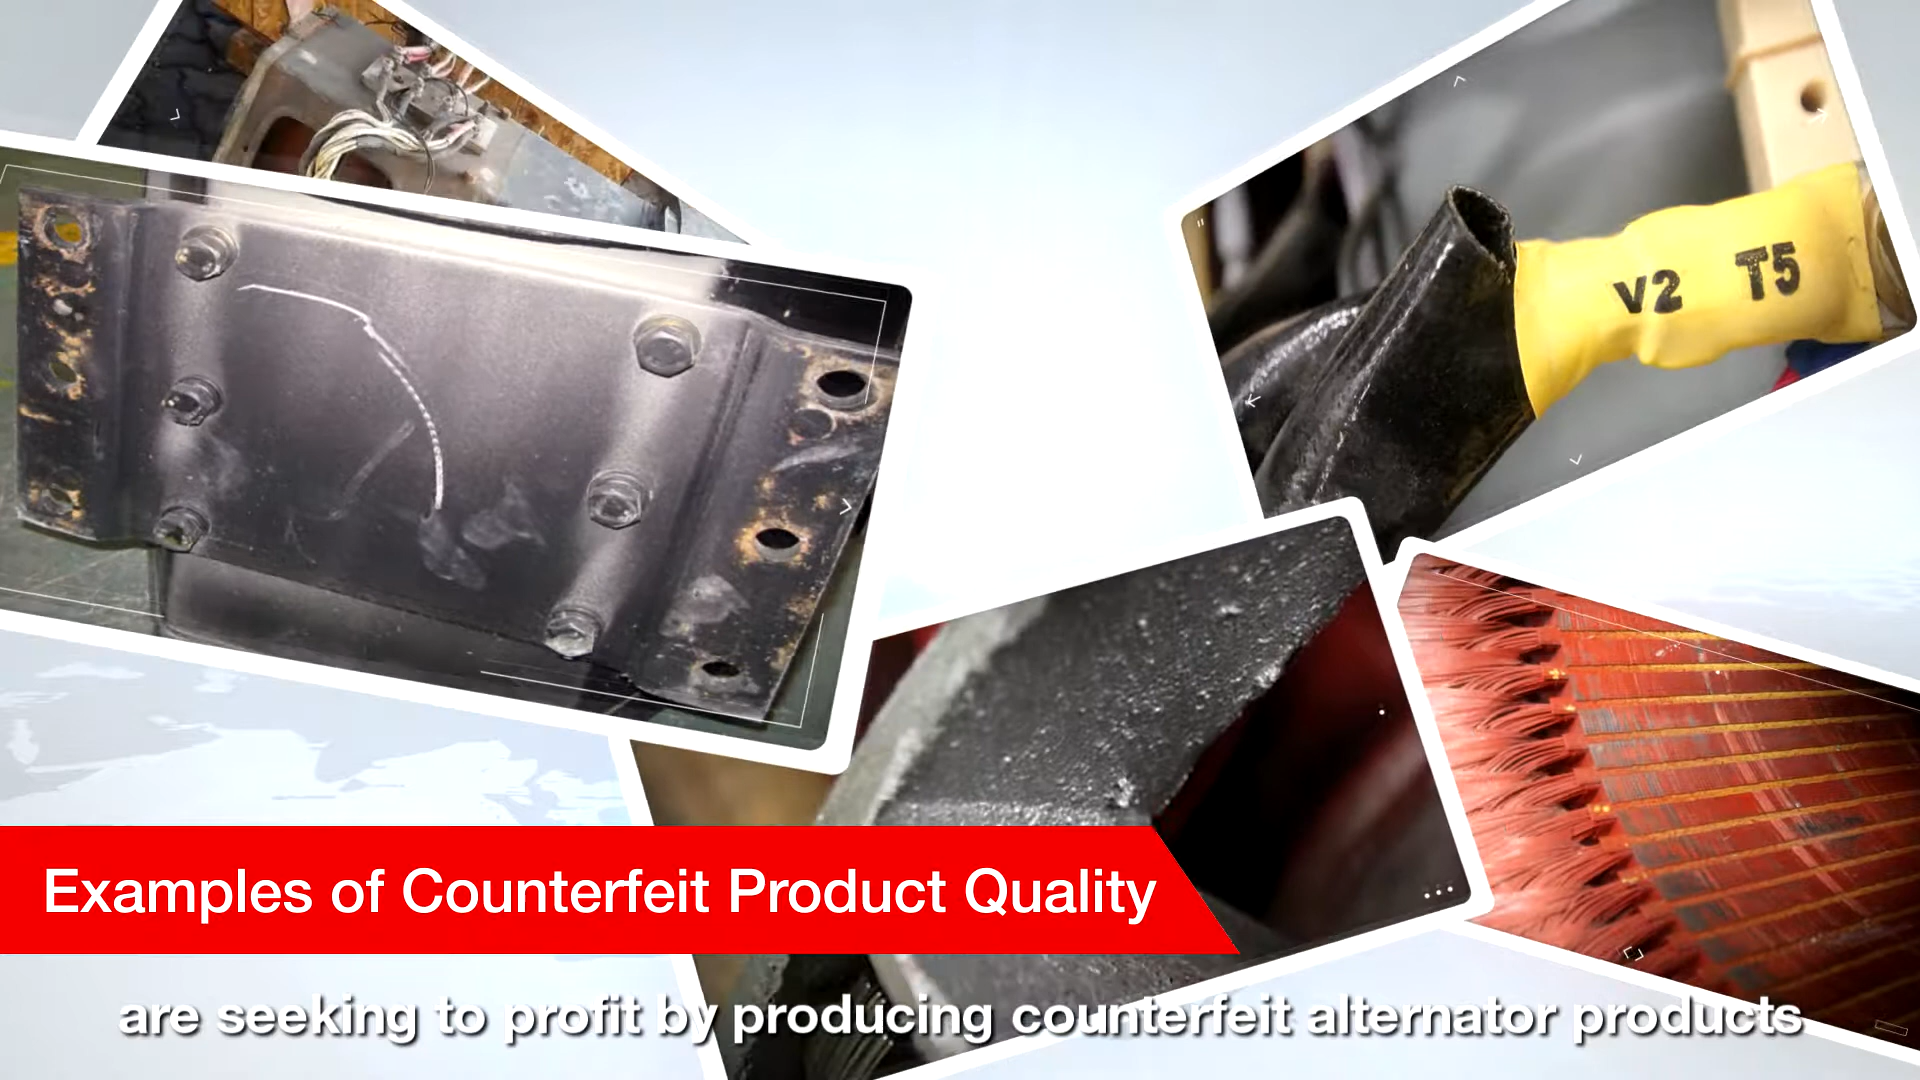 V2 T5
Examples of Counterfeit Product Quality
are seeking to profit by producing counterfeit alternator products